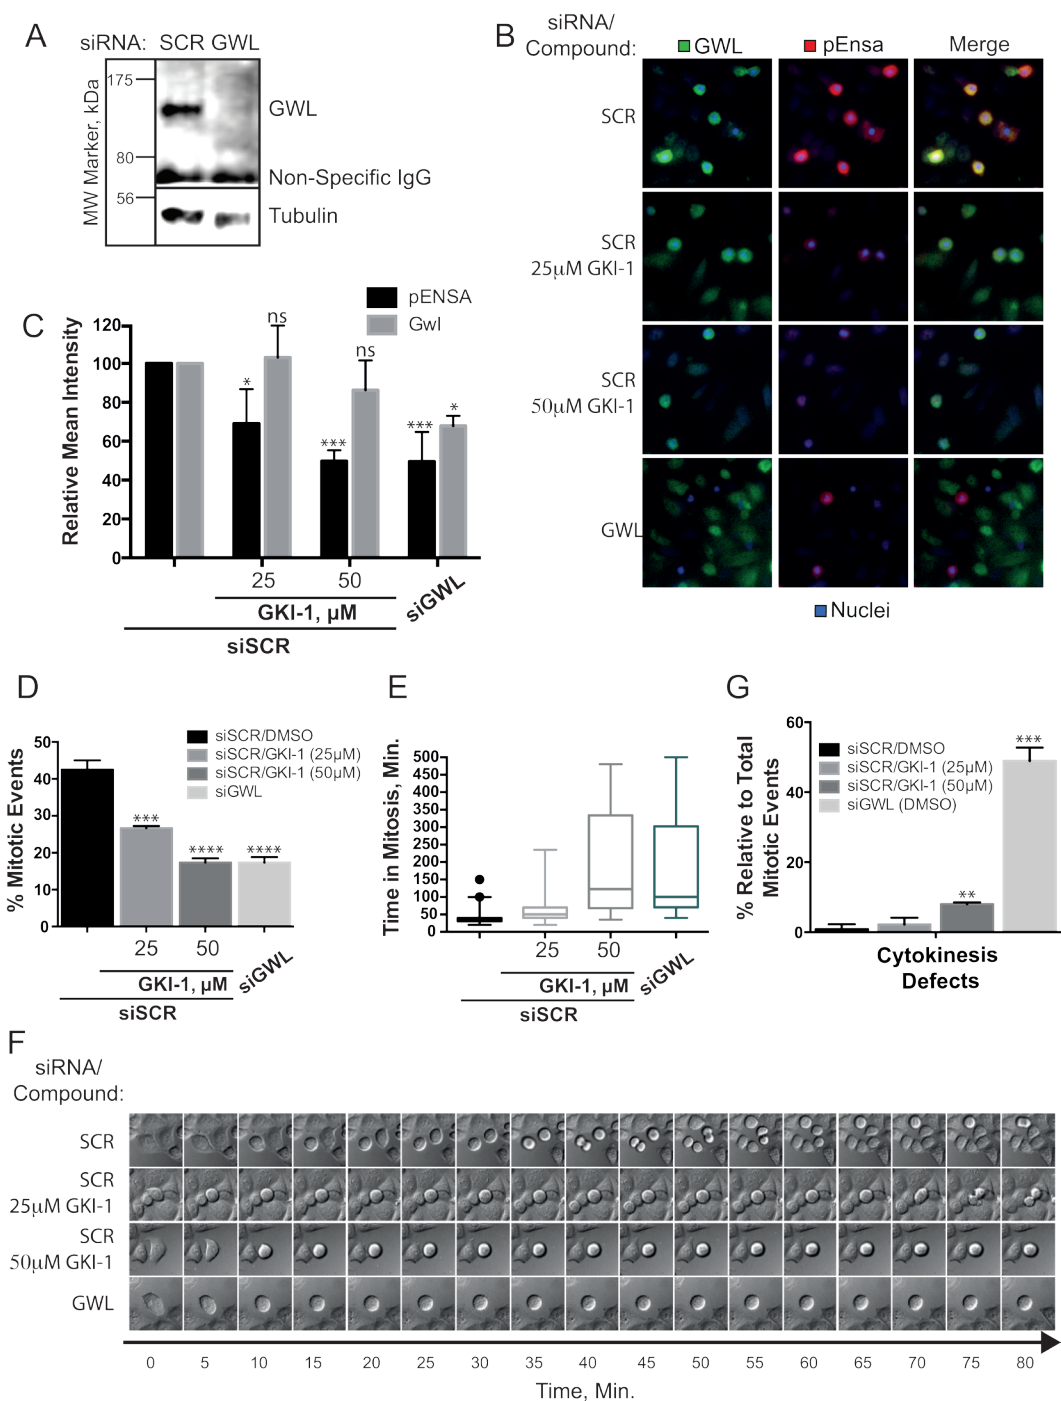 A
siRNA: SCR GWL
MW Marker, kDa
175
80
56
GWL
Non-Specific IgG
Tubulin
B
siRNA/
Compound:
GWL
pEnsa
Merge
SCR
SCR
25µM GKI-1
SCR
50µM GKI-1
GWL
Nuclei
C
pENSA
Gwl
Relative Mean Intensity
120
100
80
60
40
20
0
*
ns
***
ns
***
*
25
50
GKI-1, µM
siGWL
siSCR
D
siSCR/DMSO
siSCR/GKI-1 (25µM)
siSCR/GKI-1 (50µM)
siGWL
% Mitotic Events
50
40
30
20
10
0
***
****
****
25
50
GKI-1, µM
siGWL
siSCR
E
Time in Mitosis, Min.
500
450
400
350
300
250
200
150
100
50
0
25
50
GKI-1, µM
siGWL
siSCR
G
siSCR/DMSO
siSCR/GKI-1 (25µM)
siSCR/GKI-1 (50µM)
siGWL (DMSO)
% Relative to Total
Mitotic Events
60
40
20
0
**
***
Cytokinesis
Defects
F
siRNA/
Compound:
SCR
SCR
25µM GKI-1
SCR
50µM GKI-1
GWL
0 5 10 15 20 25 30 35 40 45 50 55 60 65 70 75 80
Time, Min.